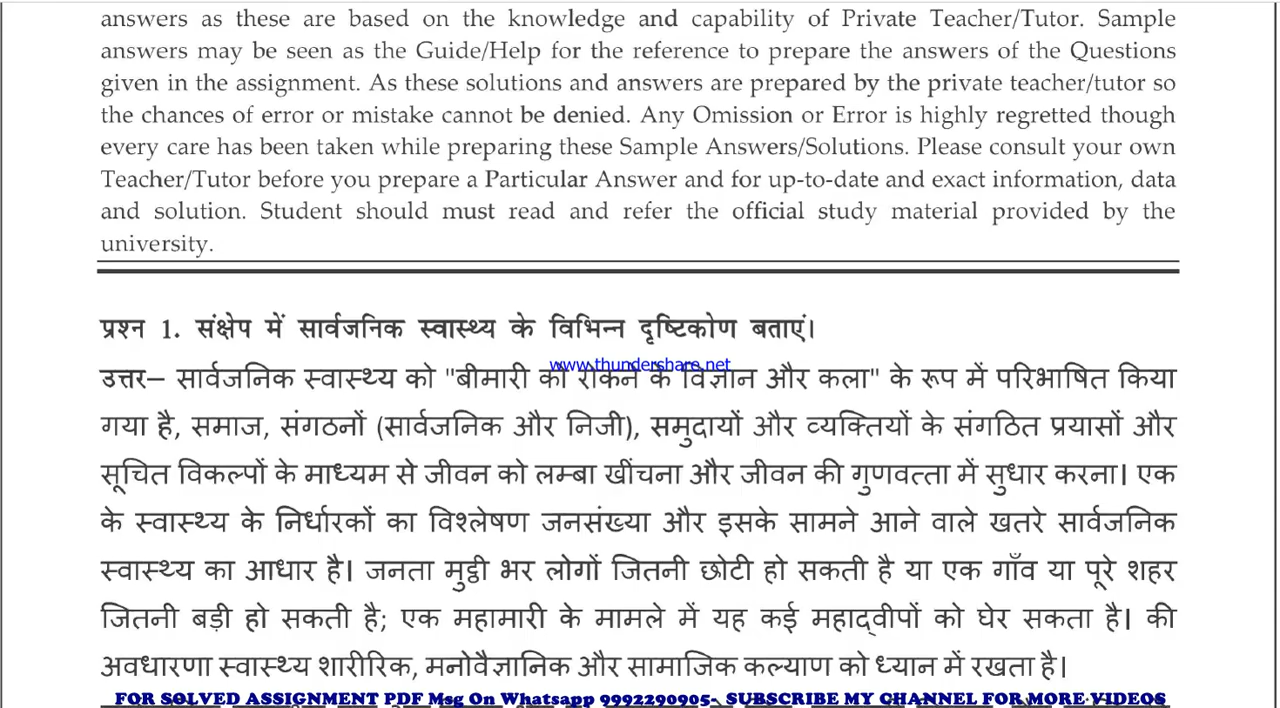 answers as these are based on the knowledge and capability of Private Teacher/Tutor. Sample
answers may be seen as the Guide/Help for the reference to prepare the answers of the Questions
given in the assignment. As these solutions and answers are prepared by the private teacher/tutor so
the chances of error or mistake cannot be denied. Any Omission or Error is highly regretted though
every care has been taken while preparing these Sample Answers/Solutions. Please consult your own
Teacher/Tutor before you prepare a Particular Answer and for up-to-date and exact information, data
and solution. Student should must read and refer the official study material provided by the
university.
प्रश्न 1. संक्षेप में सार्वजनिक स्वास्थ्य के विभिन्न दृष्टिकोण बताएं।
www.thundershare.net
उत्तर– सार्वजनिक स्वास्थ्य को "बीमारी को रोकने के विज्ञान और कला" के रूप में परिभाषित किया
गया है, समाज, संगठनों (सार्वजनिक और निजी), समुदायों और व्यक्तियों के संगठित प्रयासों और
सूचित विकल्पों के माध्यम से जीवन को लम्बा खींचना और जीवन की गुणवत्ता में सुधार करना। एक
के स्वास्थ्य के निर्धारकों का विश्लेषण जनसंख्या और इसके सामने आने वाले खतरे सार्वजनिक
स्वास्थ्य का आधार है। जनता मुट्ठी भर लोगों जितनी छोटी हो सकती है या एक गाँव या पूरे शहर
जितनी बड़ी हो सकती है; एक महामारी के मामले में यह कई महाद्वीपों को घेर सकता है। की
अवधारणा स्वास्थ्य शारीरिक, मनोवैज्ञानिक और सामाजिक कल्याण को ध्यान में रखता है।
FOR SOLVED ASSIGNMENT PDF Msg On Whatsapp 9992290905- SUBSCRIBE MY CHANNEL FOR MORE VIDEOS